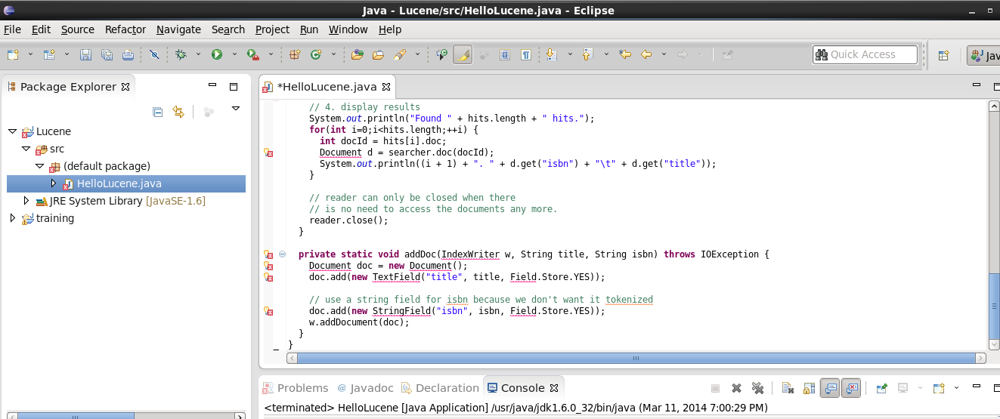 Java - Lucene/src/HelloLucene.java - Eclipse
File Edit Source Refactor Navigate Search Project Run Window Help
Quick Access
Jav
Package Explorer
*HelloLucene.java
Lucene
src
(default package)
HelloLucene.java
JRE System Library [JavaSE-1.6]
training
// 4. display results
System.out.println("Found " + hits.length + " hits.");
for(int i=0;i<hits.length;++i) {
int docId = hits[i].doc;
Document d = searcher.doc(docId);
System.out.println((i + 1) + ". " + d.get("isbn") + "\t" + d.get("title"));
}
// reader can only be closed when there
// is no need to access the documents any more.
reader.close();
}
private static void addDoc(IndexWriter w, String title, String isbn) throws IOException {
Document doc = new Document();
doc.add(new TextField("title", title, Field.Store.YES));
// use a string field for isbn because we don't want it tokenized
doc.add(new StringField("isbn", isbn, Field.Store.YES));
w.addDocument(doc);
}
}
Problems @ Javadoc Declaration Console
<terminated> HelloLucene [Java Application] /usr/java/jdk1.6.0_32/bin/java (Mar 11, 2014 7:00:29 PM)